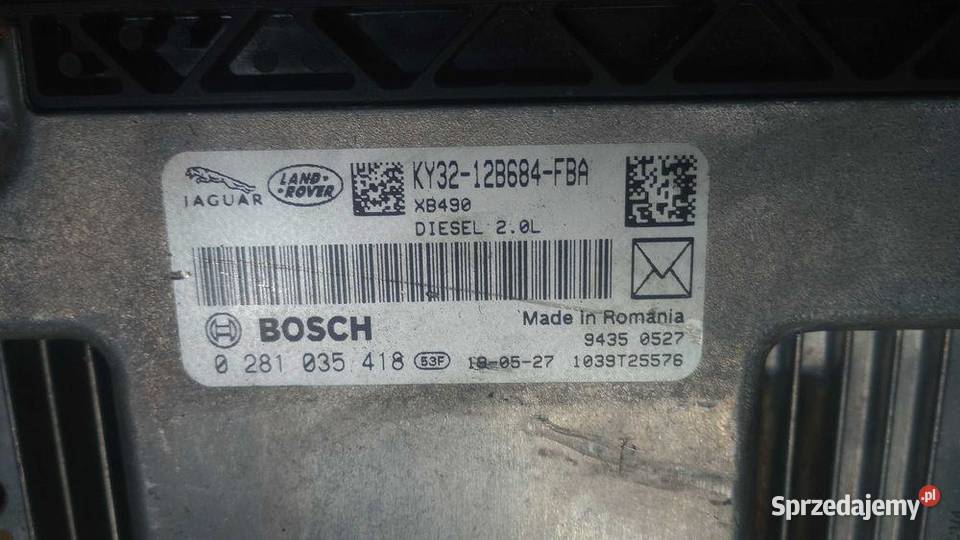 JAGUAR
LAND-ROVER
KY32-12B684-FBA
XB490
DIESEL 2.0L
BOSCH
Made in Romania
9435 0527
0 281 035 418 53F 18-05-27 1039T25576
Sprzedajemy.pl